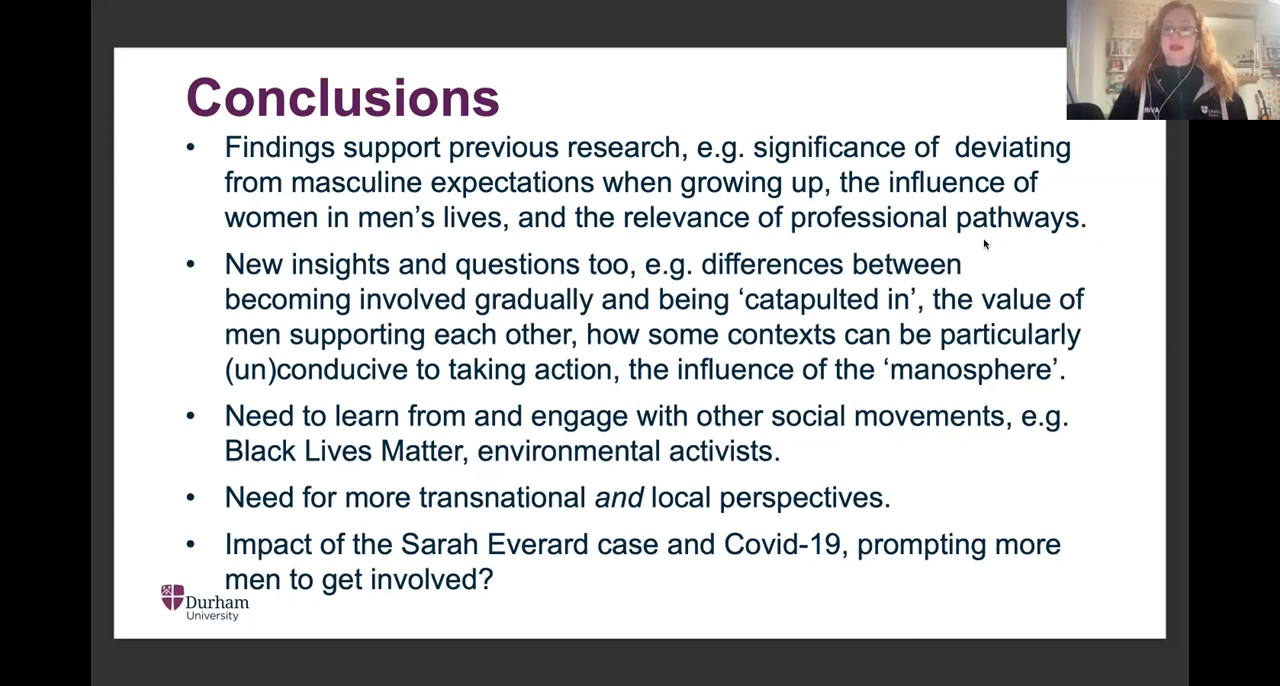 Conclusions
• Findings support previous research, e.g. significance of deviating
from masculine expectations when growing up, the influence of
women in men’s lives, and the relevance of professional pathways.
• New insights and questions too, e.g. differences between
becoming involved gradually and being ‘catapulted in’, the value of
men supporting each other, how some contexts can be particularly
(un)conducive to taking action, the influence of the ‘manosphere’.
• Need to learn from and engage with other social movements, e.g.
Black Lives Matter, environmental activists.
• Need for more transnational and local perspectives.
• Impact of the Sarah Everard case and Covid-19, prompting more
men to get involved?
Durham
University